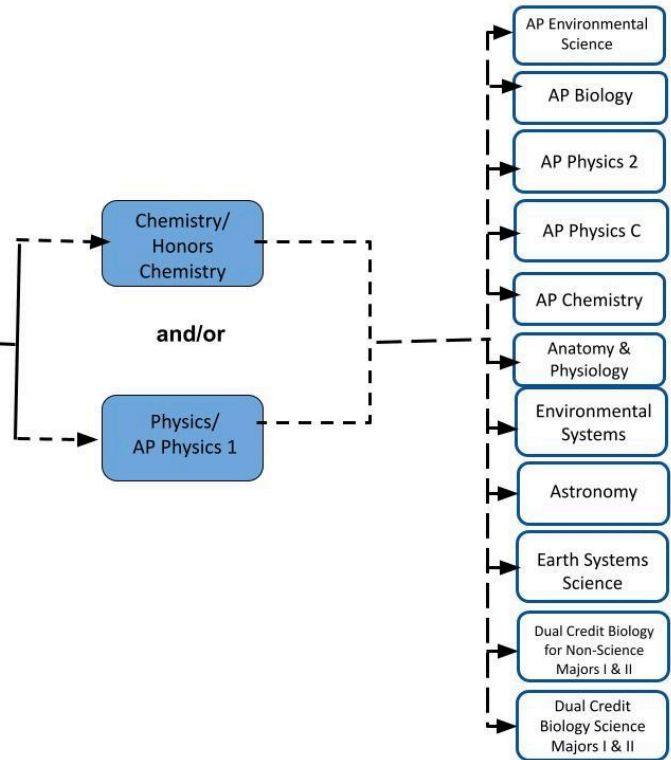 Chemistry/
Honors
Chemistry
and/or
Physics/
AP Physics 1
AP Environmental
Science
AP Biology
AP Physics 2
AP Physics C
AP Chemistry
Anatomy &
Physiology
Environmental
Systems
Astronomy
Earth Systems
Science
Dual Credit Biology
for Non-Science
Majors I & II
Dual Credit
Biology Science
Majors I & II